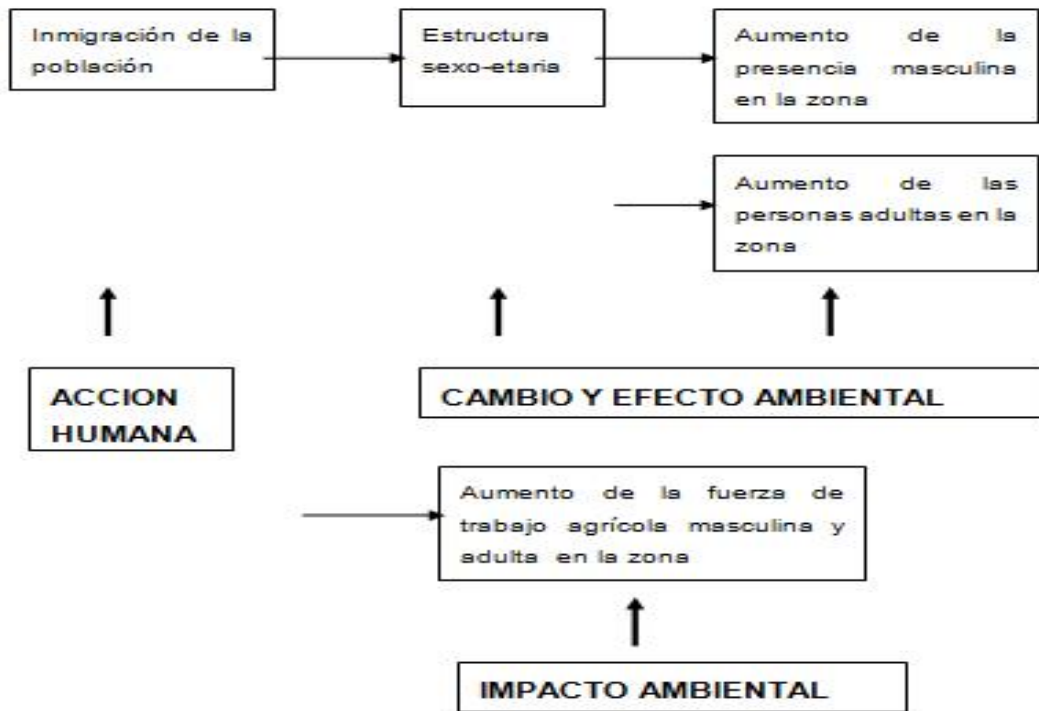 Inmigración de la
población
Estructura
sexo-etaria
Aumento de la
presencia masculina
en la zona
Aumento de las
personas adultas en la
zona
ACCION
HUMANA
CAMBIO Y EFECTO AMBIENTAL
Aumento de la fuerza de
trabajo agrícola masculina y
adulta en la zona
IMPACTO AMBIENTAL